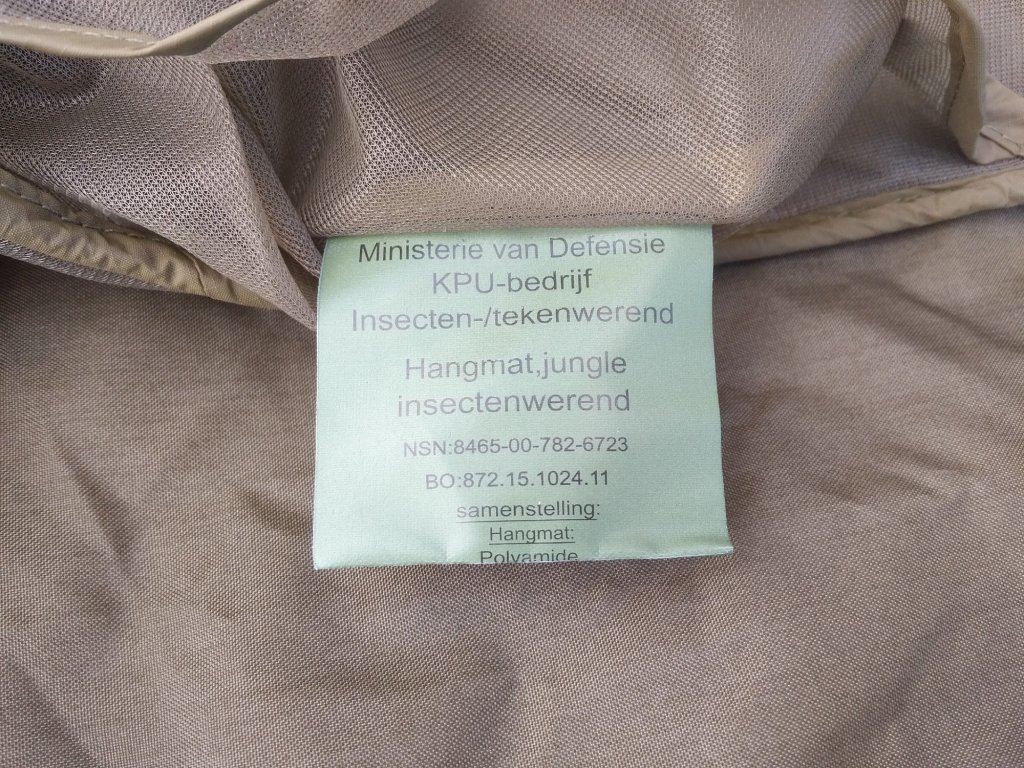 Ministerie van Defensie
KPU-bedrijf
Insecten-/tekenwerend
Hangmat,jungle
insectenwerend
NSN:8465-00-782-6723
BO:872.15.1024.11
samenstelling:
Hangmat:
Polyamide